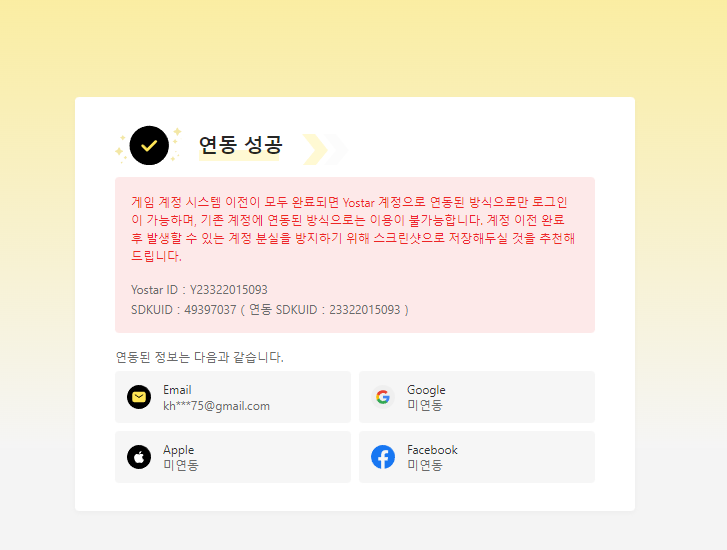 연동 성공
게임 계정 시스템 이전이 모두 완료되면 Yostar 계정으로 연동된 방식으로만 로그인
이 가능하며, 기존 계정에 연동된 방식으로는 이용이 불가능합니다. 계정 이전 완료
후 발생할 수 있는 계정 분실을 방지하기 위해 스크린샷으로 저장해두실 것을 추천해
드립니다.
Yostar ID : Y23322015093
SDKUID : 49397037 ( 연동 SDKUID : 23322015093 )
연동된 정보는 다음과 같습니다.
Email
kh***75@gmail.com
Google
미연동
Apple
미연동
Facebook
미연동